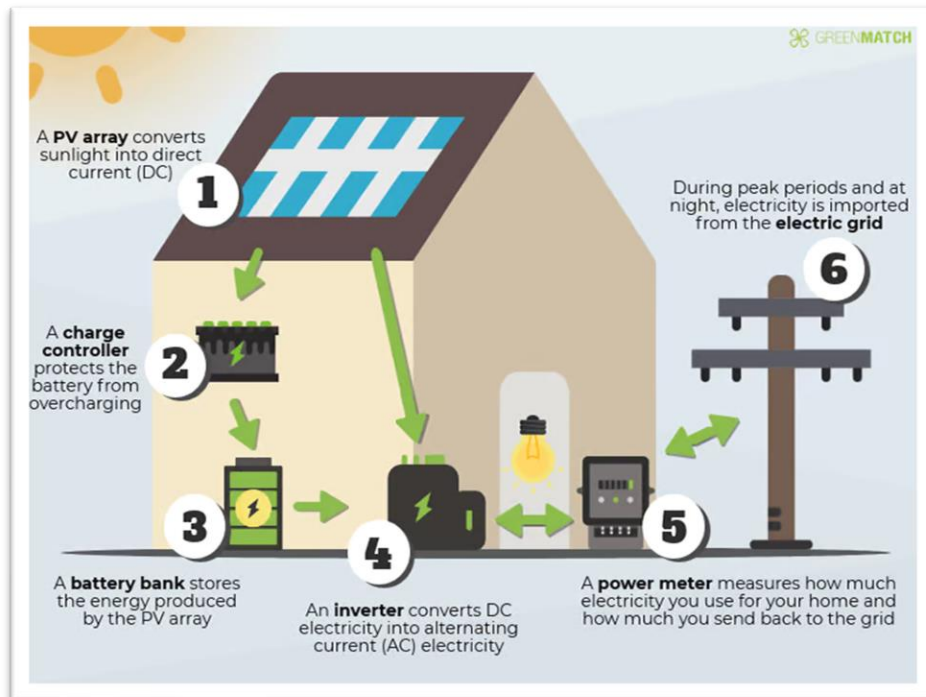 GREENMATCH
A PV array converts
sunlight into direct
current (DC)
1
During peak periods and at
night, electricity is imported
from the electric grid
6
A charge
controller
protects the
battery from
overcharging
2
3
4
5
A battery bank stores
the energy produced
by the PV array
An inverter converts DC
electricity into alternating
current (AC) electricity
A power meter measures how much
electricity you use for your home and
how much you send back to the grid